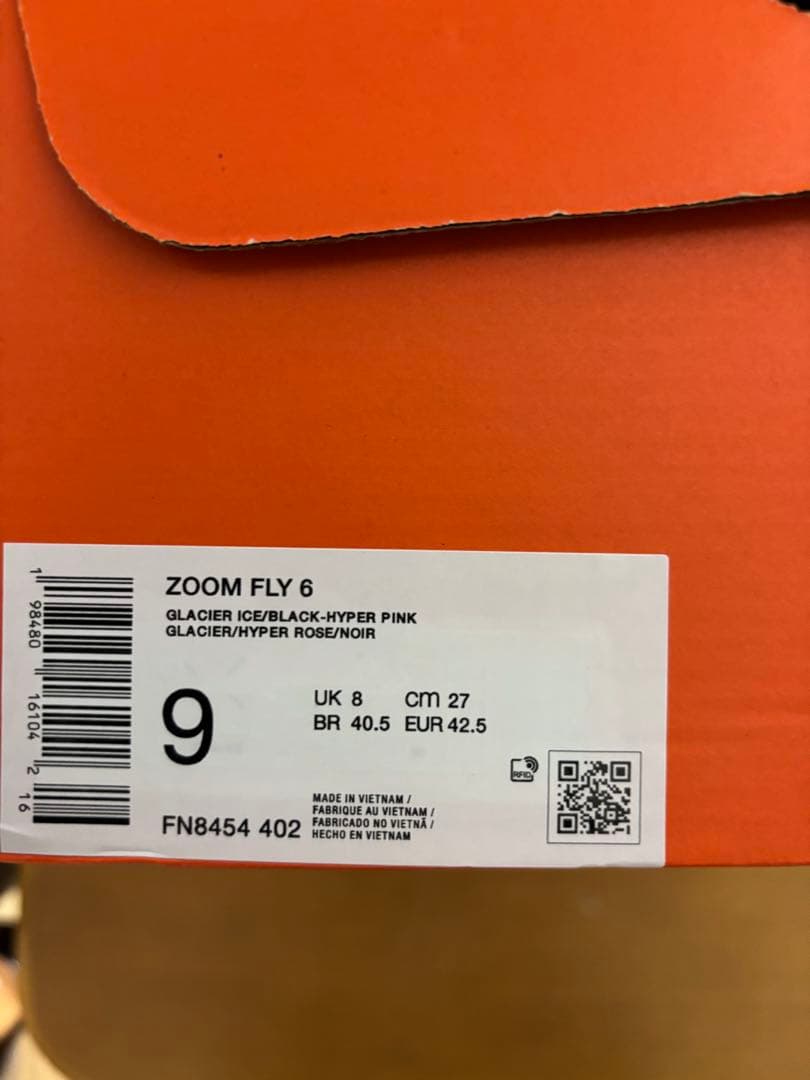 ZOOM FLY 6
GLACIER ICE/BLACK-HYPER PINK
GLACIER/HYPER ROSE/NOIR
9
UK 8 cm 27
BR 40.5 EUR 42.5
RFID
FN8454 402
MADE IN VIETNAM /
FABRIQUE AU VIETNAM /
FABRICADO NO VIETNÃ /
HECHO EN VIETNAM
1 98480 16104 2 16